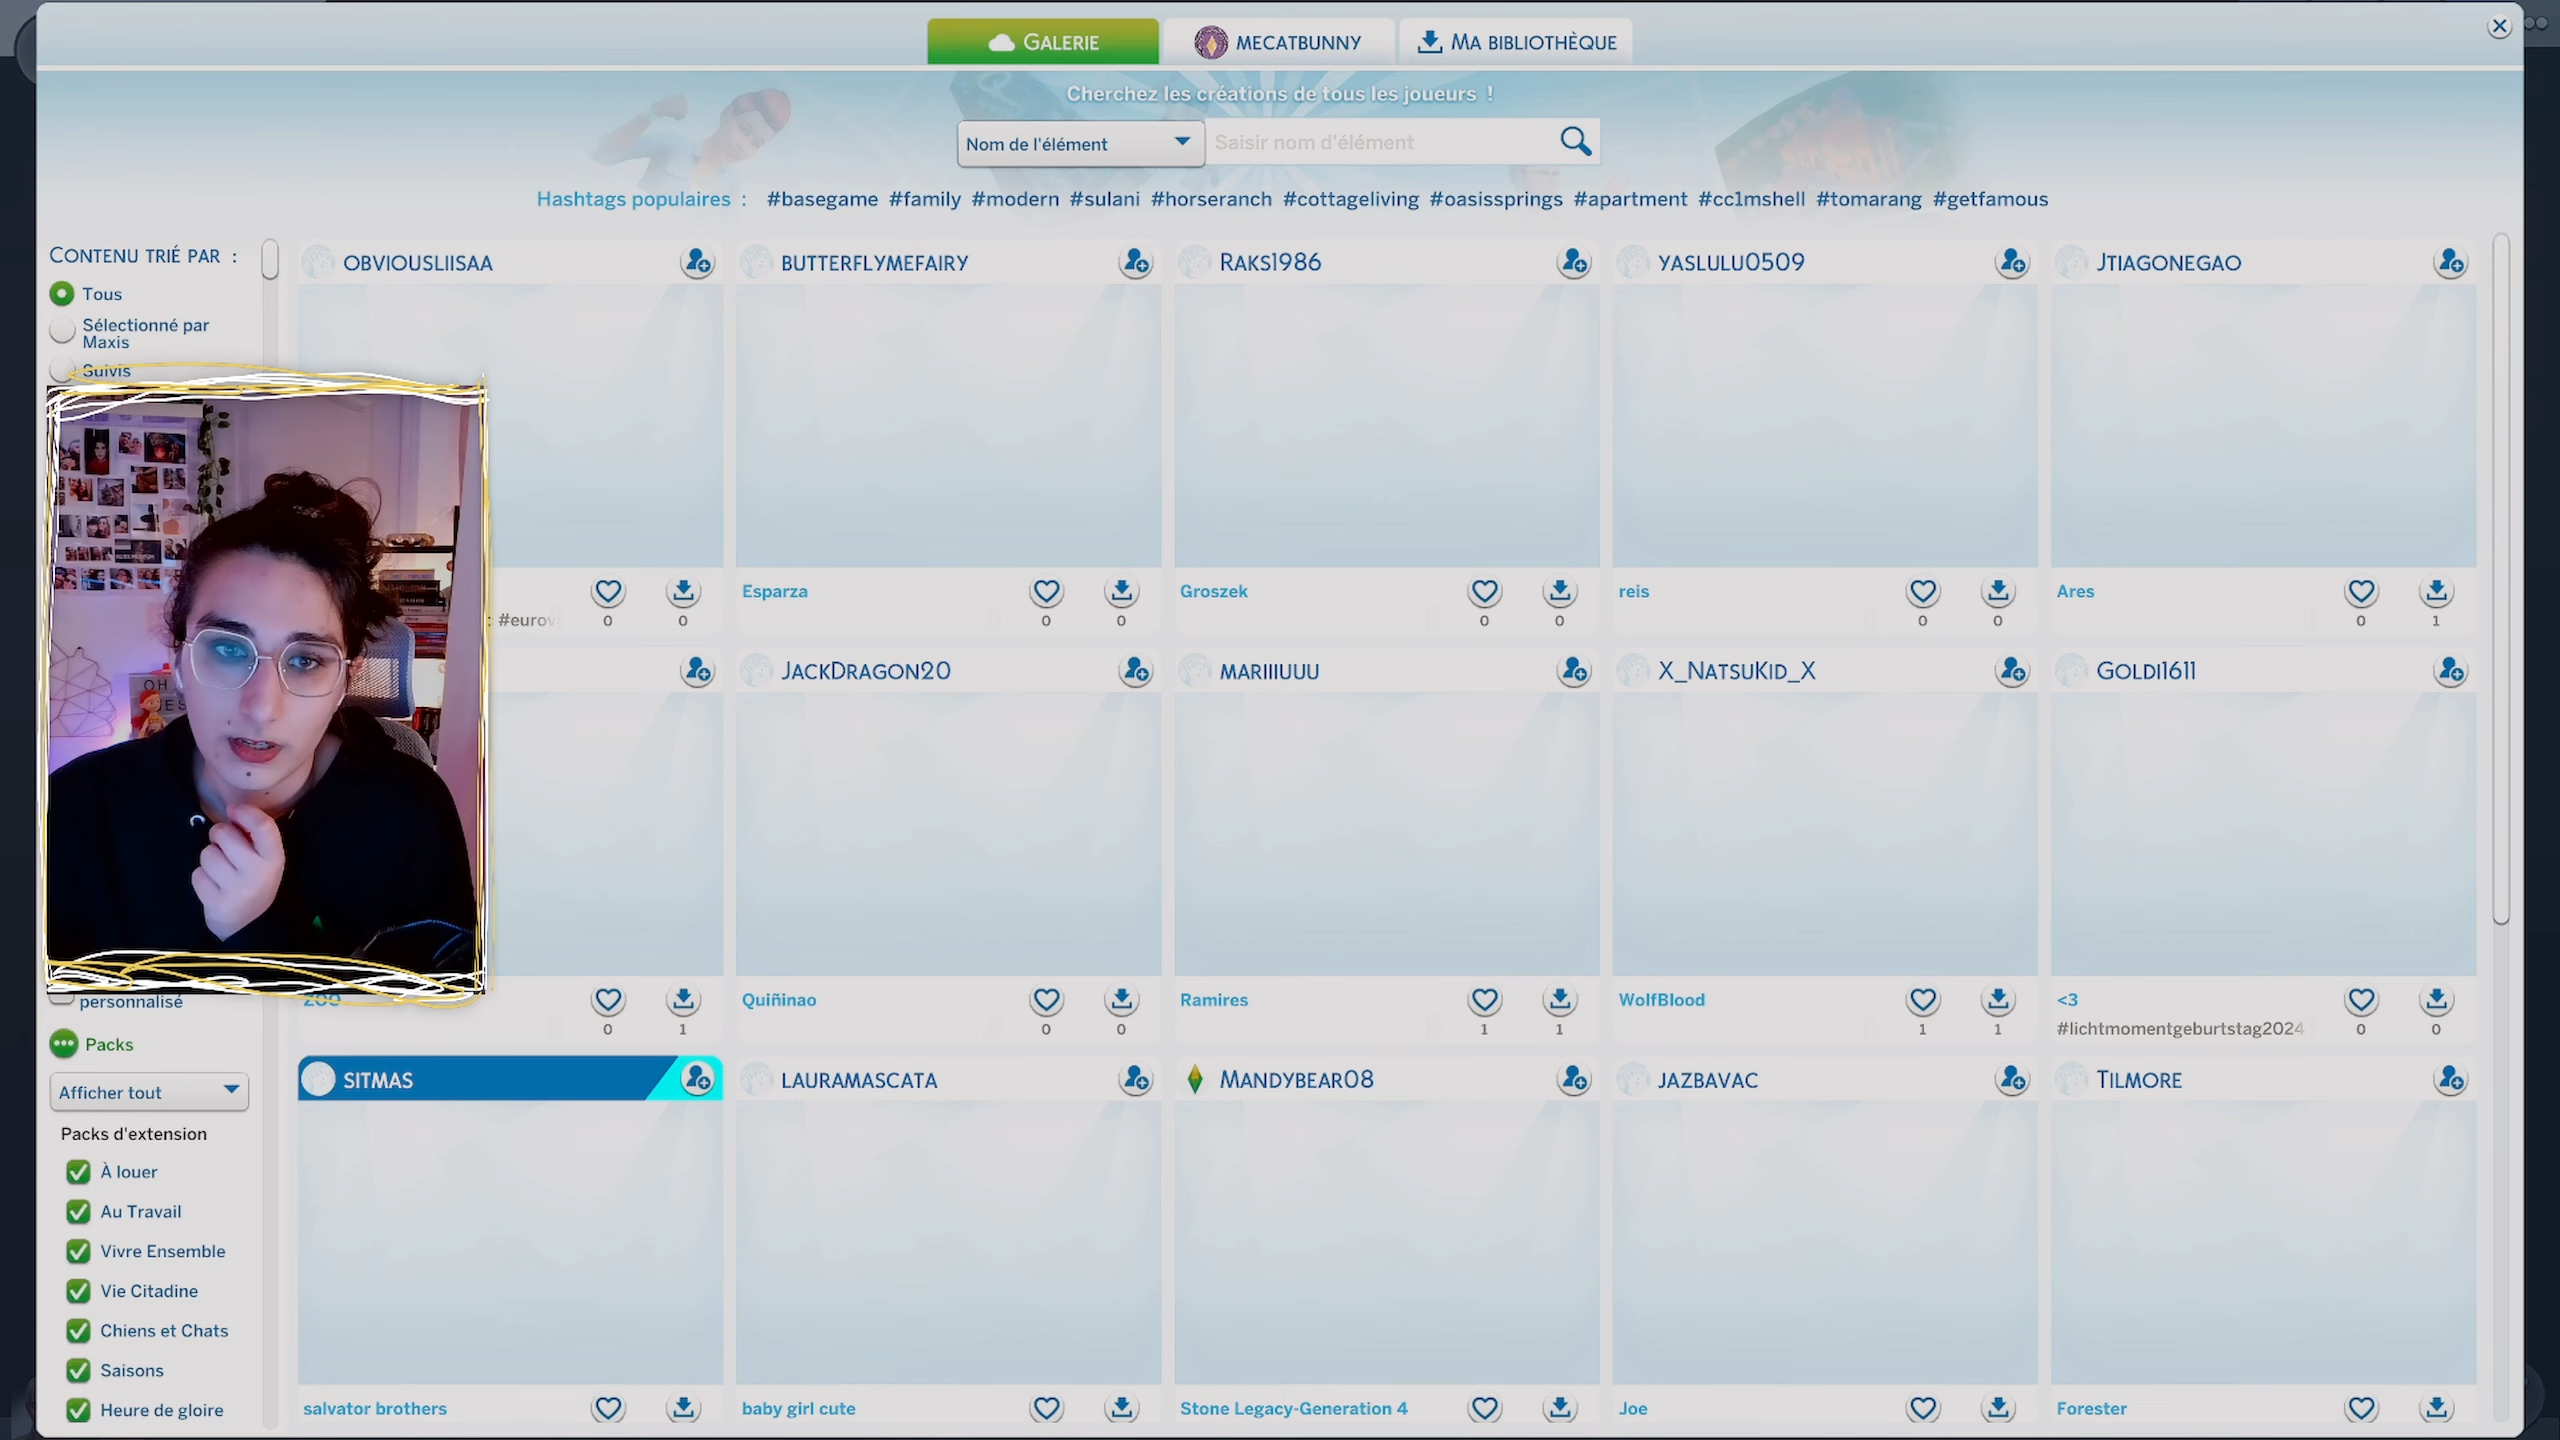 GALERIE
MECATBUNNY
MA BIBLIOTHÈQUE
Cherchez les créations de tous les joueurs !
Nom de l'élément
Saisir nom d'élément
Hashtags populaires : #basegame #family #modern #sulani #horseranch #cottageliving #oasissprings #apartment #cc1mshell #tomarang #getfamous
CONTENU TRIÉ PAR :
Tous
Sélectionné par
Maxis
Suivis
OBVIOUSLIISAA
BUTTERFLYMEFAIRY
RAKS1986
YASLULU0509
JTIAGONEGAO
: #eurov
0
0
Esparza
0
0
Groszek
0
0
reis
0
0
Ares
0
1
JACKDRAGON20
MARIIIUUU
X_NATSUKID_X
GOLDI1611
OH
personnalisé
0
1
Quiñinao
0
0
Ramires
1
1
WolfBlood
1
1
<3
#lichtmomentgeburtstag2024
0
0
Packs
Afficher tout
Packs d'extension
À louer
Au Travail
Vivre Ensemble
Vie Citadine
Chiens et Chats
Saisons
Heure de gloire
SITMAS
LAURAMASCATA
MANDYBEAR08
JAZBAVAC
TILMORE
salvator brothers
baby girl cute
Stone Legacy-Generation 4
Joe
Forester